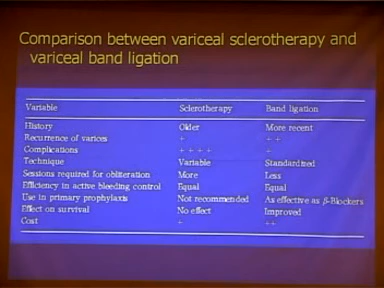 Comparison between variceal sclerotherapy and
variceal band ligation
Variable Sclerotherapy Band ligation
History Older More recent
Recurrence of varices + ++
Complications ++++ +
Technique Variable Standardized
Sessions required for obliteration More Less
Efficiency in active bleeding control Equal Equal
Use in primary prophylaxis Not recommended As effective as β-Blockers
Effect on survival No effect Improved
Cost + ++